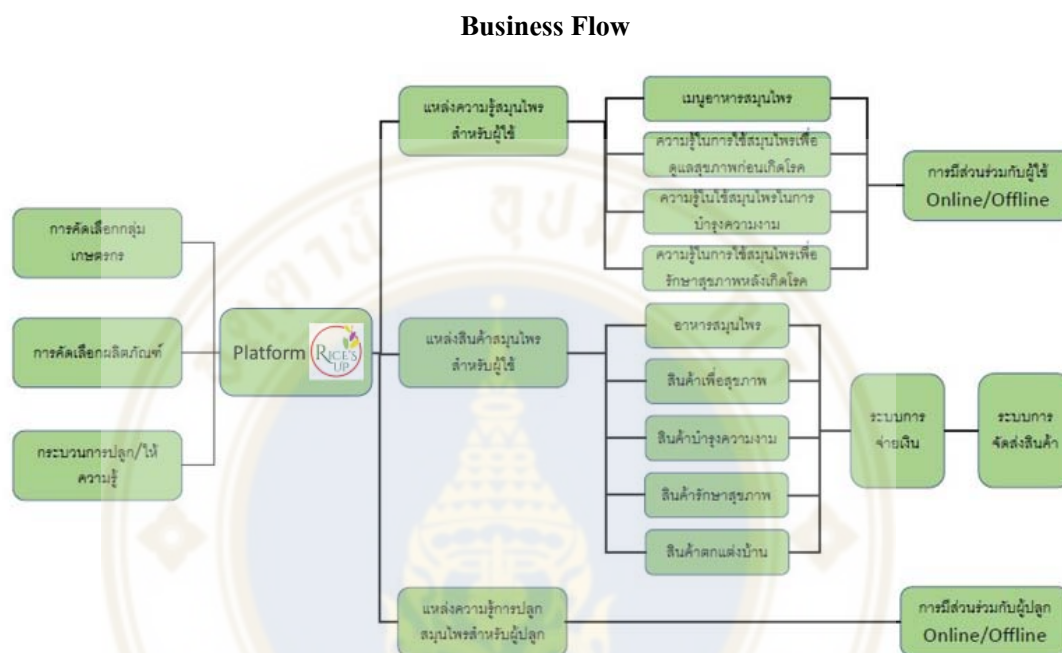 Business Flow
การคัดเลือกกลุ่ม
เกษตรกร
การคัดเลือกผลิตภัณฑ์
กระบวนการปลูก/ให้
ความรู้
Platform
RICE'S
UP
แหล่งความรู้สมุนไพร
สำหรับผู้ใช้
เมนูอาหารสมุนไพร
ความรู้ในการใช้สมุนไพรเพื่อ
ดูแลสุขภาพก่อนเกิดโรค
ความรู้ในใช้สมุนไพรในการ
บำรุงความงาม
ความรู้ในการใช้สมุนไพรเพื่อ
รักษาสุขภาพหลังเกิดโรค
การมีส่วนร่วมกับผู้ใช้
Online/Offline
แหล่งสินค้าสมุนไพร
สำหรับผู้ใช้
อาหารสมุนไพร
สินค้าเพื่อสุขภาพ
สินค้าบำรุงความงาม
สินค้ารักษาสุขภาพ
สินค้าตกแต่งบ้าน
ระบบการ
จ่ายเงิน
ระบบการ
จัดส่งสินค้า
แหล่งความรู้การปลูก
สมุนไพรสำหรับผู้ปลูก
การมีส่วนร่วมกับผู้ปลูก
Online/Offline